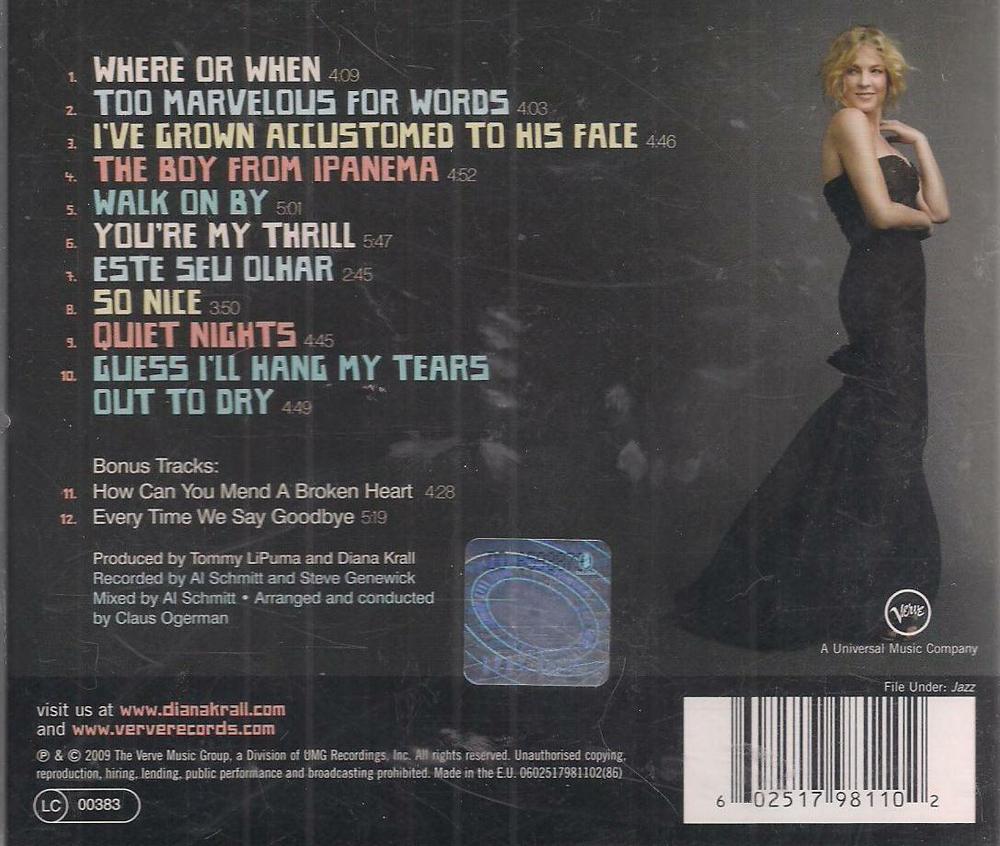 1. WHERE OR WHEN 4:09
2. TOO MARVELOUS FOR WORDS 4:03
3. I'VE GROWN ACCUSTOMED TO HIS FACE 4:46
4. THE BOY FROM IPANEMA 4:52
5. WALK ON BY 5:01
6. YOU'RE MY THRILL 5:47
7. ESTE SEU OLHAR 2:45
8. SO NICE 3:50
9. QUIET NIGHTS 4:45
10. GUESS I'LL HANG MY TEARS
OUT TO DRY 4:49
Bonus Tracks:
11. How Can You Mend A Broken Heart 4:28
12. Every Time We Say Goodbye 5:19
Produced by Tommy LiPuma and Diana Krall
Recorded by Al Schmitt and Steve Genewick
Mixed by Al Schmitt • Arranged and conducted
by Claus Ogerman
Verve
A Universal Music Company
File Under: Jazz
visit us at www.dianakrall.com
and www.ververecords.com
℗ & © 2009 The Verve Music Group, a Division of UMG Recordings, Inc. All rights reserved. Unauthorised copying,
reproduction, hiring, lending, public performance and broadcasting prohibited. Made in the E.U. 0602517981102(86)
LC 00383
6 02517 98110 2